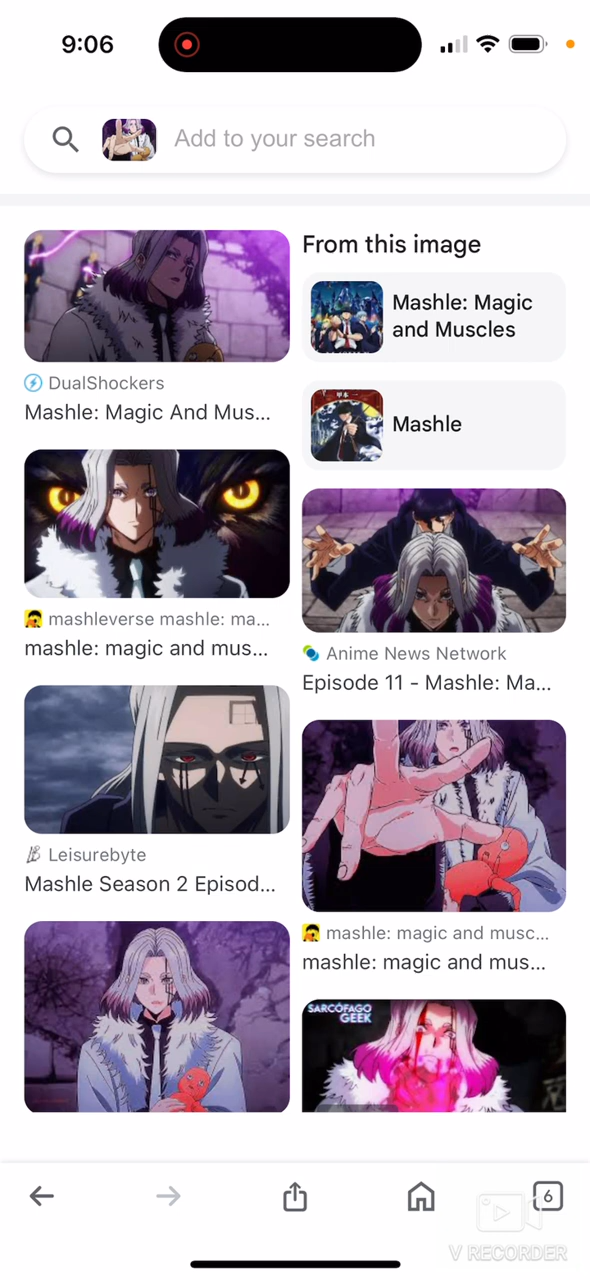 9:06
Add to your search
DualShockers
Mashle: Magic And Mus...
mashleverse mashle: ma...
mashle: magic and mus...
Leisurebyte
Mashle Season 2 Episod...
From this image
Mashle: Magic
and Muscles
Mashle
Anime News Network
Episode 11 - Mashle: Ma...
mashle: magic and musc...
mashle: magic and mus...
SARCÓFAGO
GEEK
6
V RECORDER